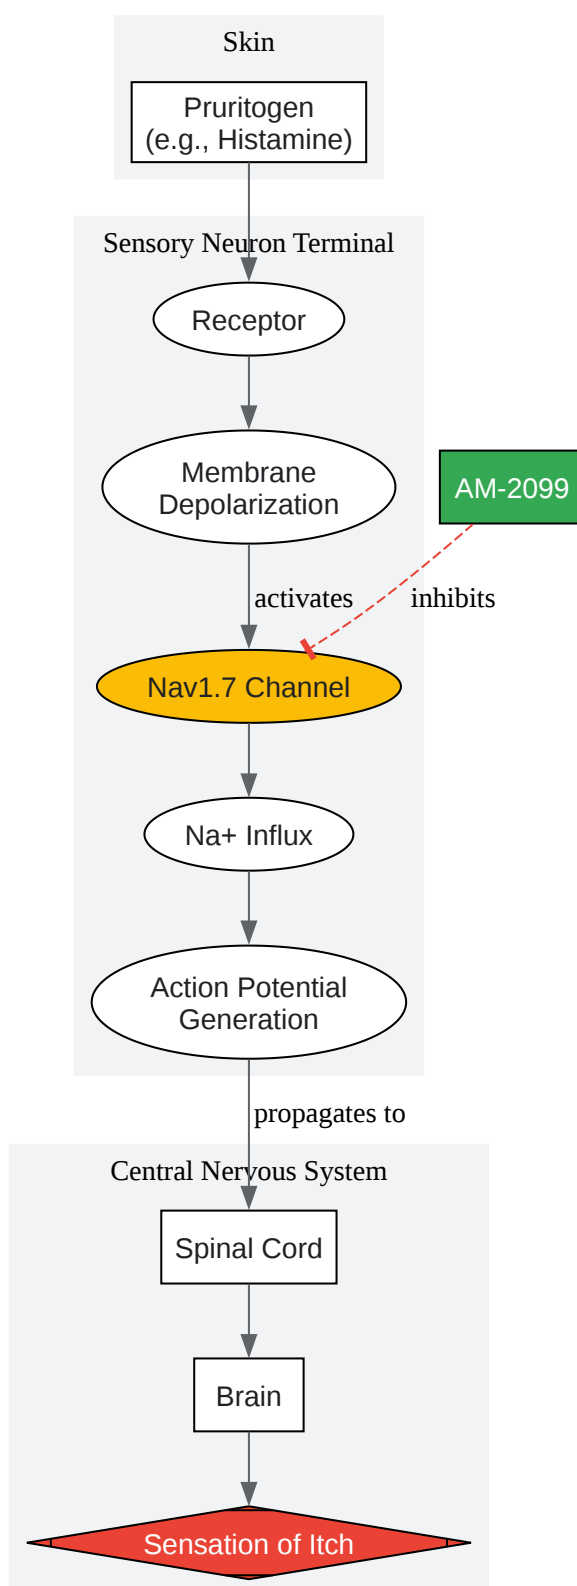 Skin
Pruritogen
(e.g., Histamine)
Sensory Neuron Terminal
Receptor
Membrane
Depolarization
AM-2099
activates
inhibits
Nav1.7 Channel
Na+ Influx
Action Potential
Generation
propagates to
Central Nervous System
Spinal Cord
Brain
Sensation of Itch